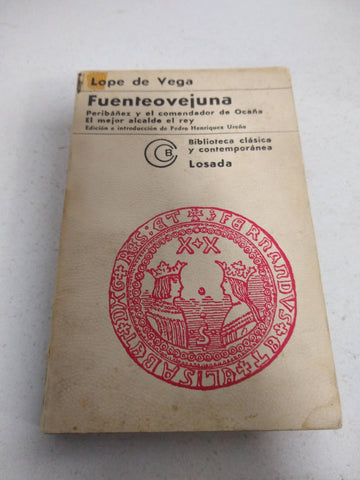 Lope de Vega
Fuenteovejuna
Peribáñez y el comendador de Ocaña
El mejor alcalde el rey
Edición e introducción de Pedro Henríquez Ureña
CB
Biblioteca clásica
y contemporánea
Losada
X+X
S